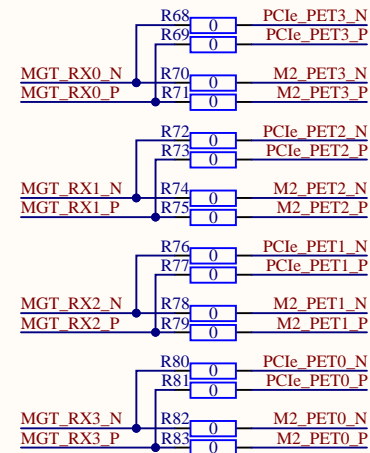 R68 0 PCIe_PET3_N
R69 0 PCIe_PET3_P
MGT_RX0_N R70 0 M2_PET3_N
MGT_RX0_P R71 0 M2_PET3_P
R72 0 PCIe_PET2_N
R73 0 PCIe_PET2_P
MGT_RX1_N R74 0 M2_PET2_N
MGT_RX1_P R75 0 M2_PET2_P
R76 0 PCIe_PET1_N
R77 0 PCIe_PET1_P
MGT_RX2_N R78 0 M2_PET1_N
MGT_RX2_P R79 0 M2_PET1_P
R80 0 PCIe_PET0_N
R81 0 PCIe_PET0_P
MGT_RX3_N R82 0 M2_PET0_N
MGT_RX3_P R83 0 M2_PET0_P